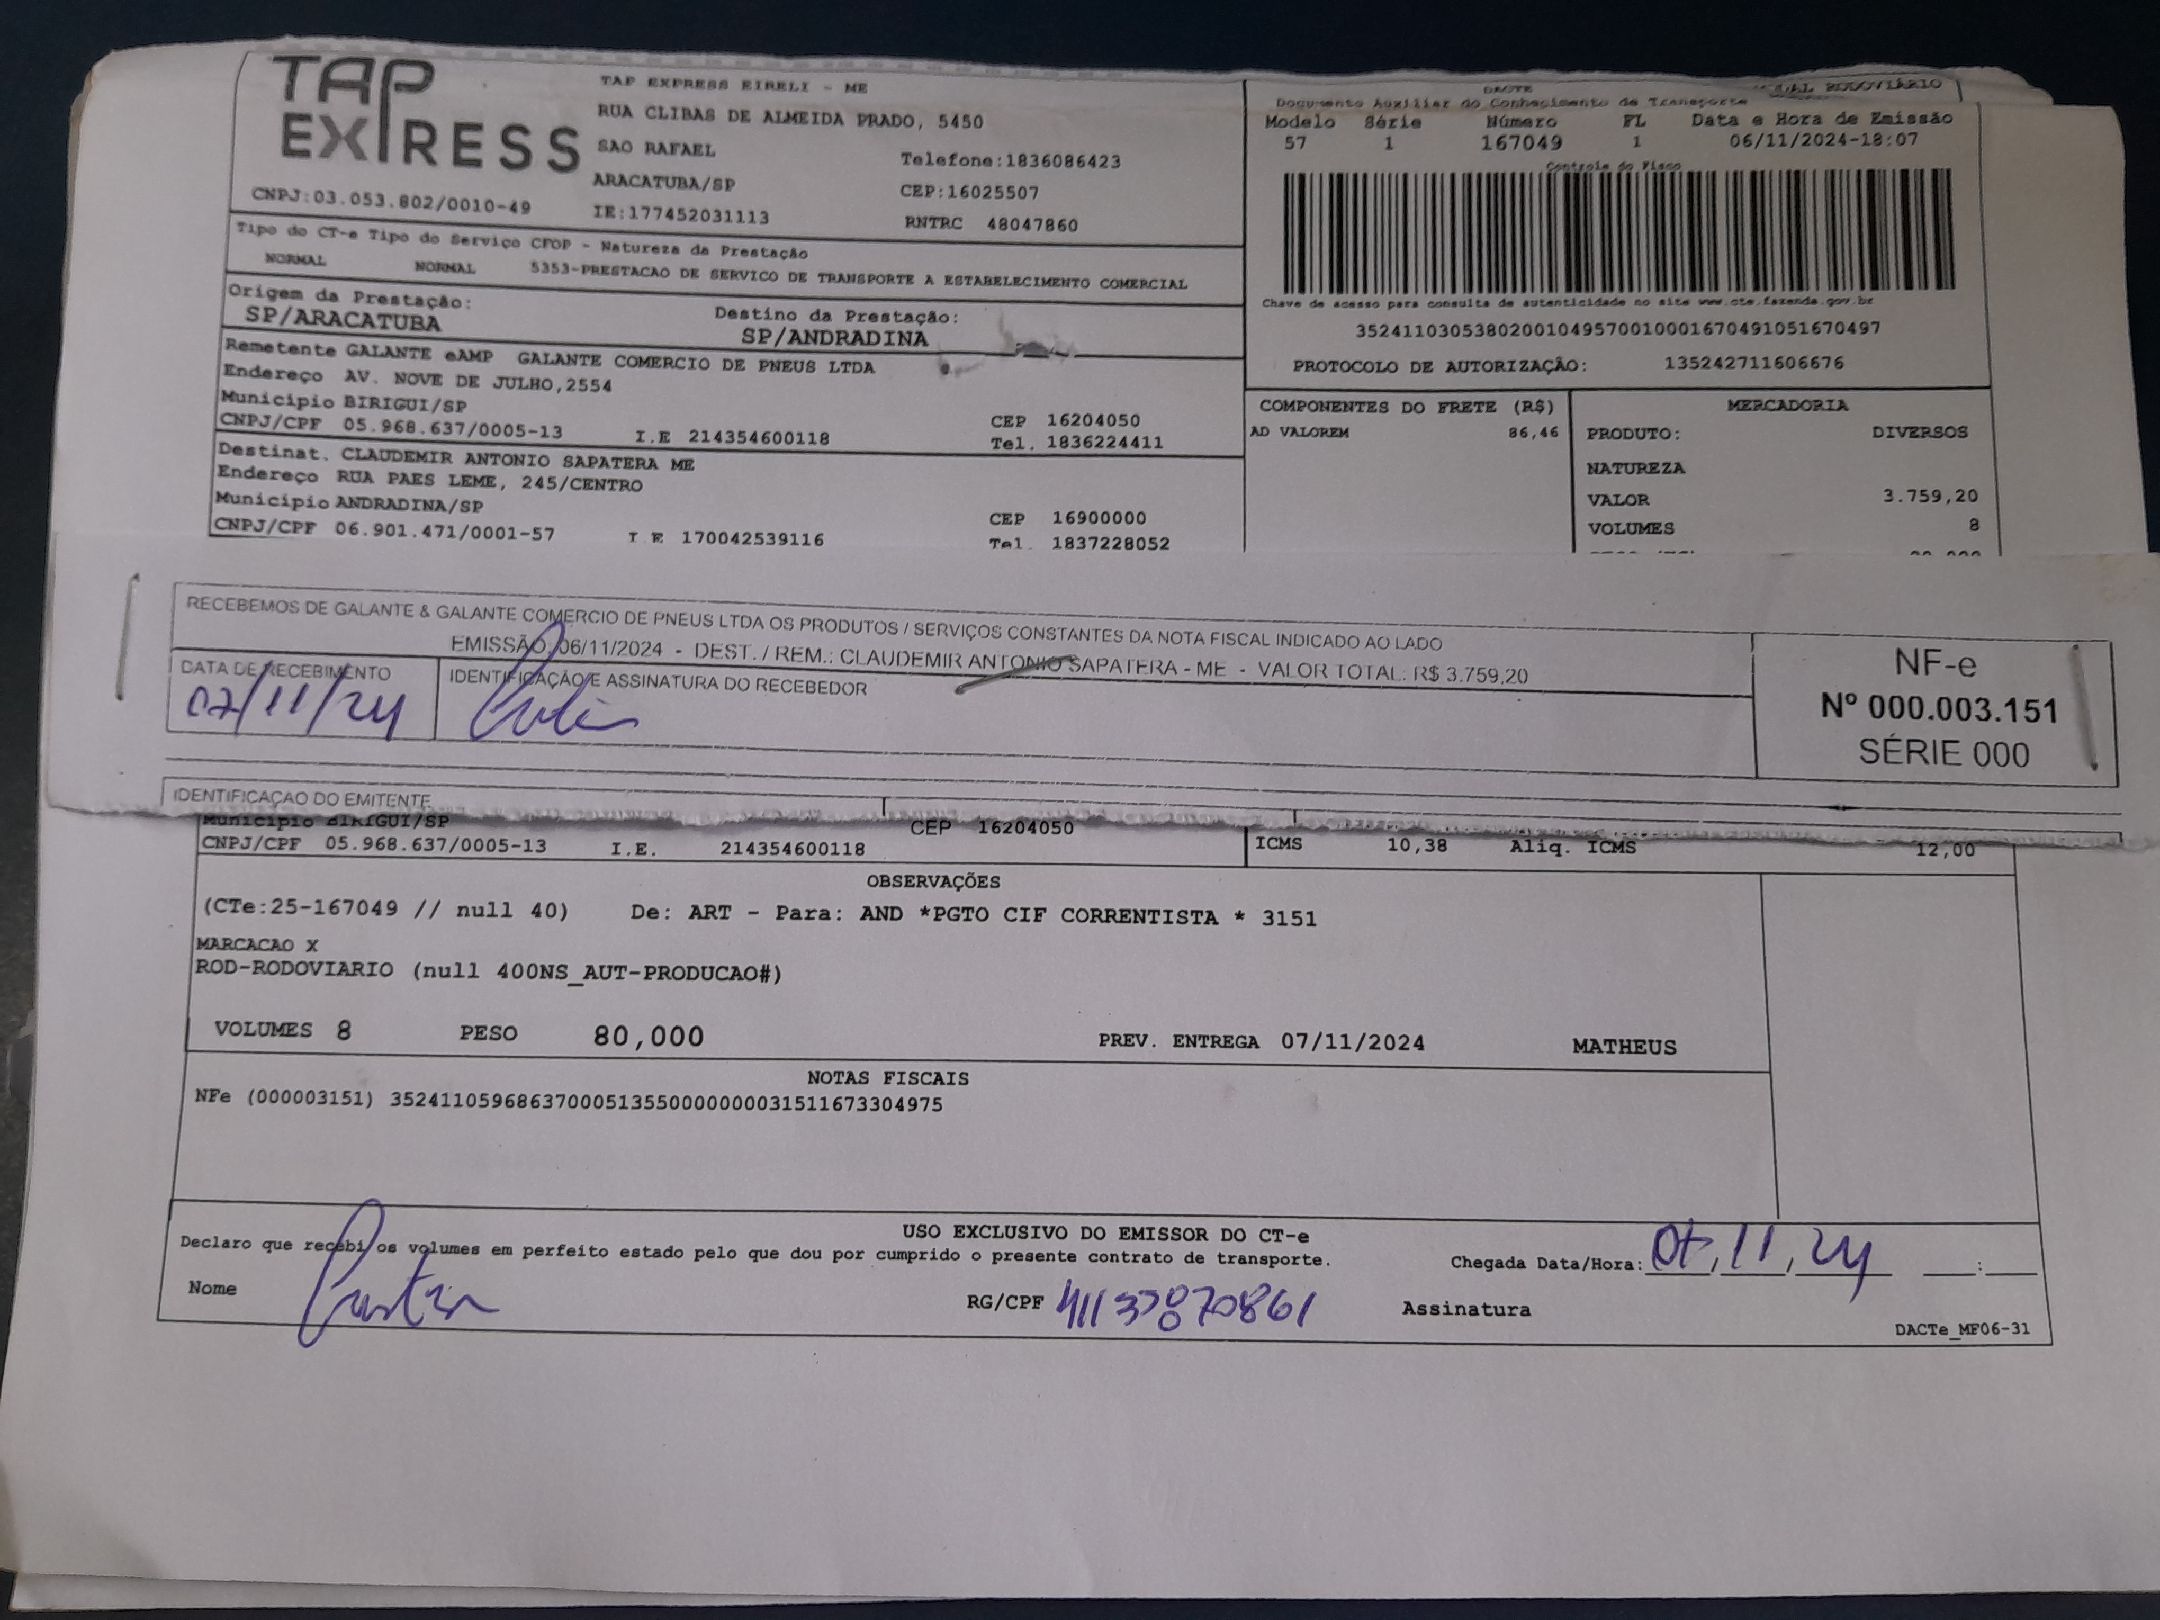 TAP EXPRESS
TAP EXPRESS EIRELI - ME
RUA CLIBAS DE ALMEIDA PRADO, 5450
SAO RAFAEL
Telefone:1836086423
ARACATUBA/SP
CEP:16025507
CNPJ:03.053.802/0010-49
IE:177452031113
RNTRC 48047860
DACTE
RODOVIÁRIO
Documento Auxiliar do Conhecimento de Transporte
Modelo Série Número FL Data e Hora de Emissão
57 1 167049 1 06/11/2024-18:07
Controle do Fisco
Chave de acesso para consulta de autenticidade no site www.cte.fazenda.gov.br
35241103053802001049570010001670491051670497
PROTOCOLO DE AUTORIZAÇÃO: 135242711606676
Tipo do CT-e Tipo do Serviço CFOP - Natureza da Prestação
NORMAL NORMAL 5353-PRESTACAO DE SERVICO DE TRANSPORTE A ESTABELECIMENTO COMERCIAL
Origem da Prestação: Destino da Prestação:
SP/ARACATUBA SP/ANDRADINA
Remetente GALANTE eAMP GALANTE COMERCIO DE PNEUS LTDA
Endereço AV. NOVE DE JULHO,2554
Municipio BIRIGUI/SP CEP 16204050
CNPJ/CPF 05.968.637/0005-13 I.E 214354600118 Tel. 1836224411
Destinat. CLAUDEMIR ANTONIO SAPATERA ME
Endereço RUA PAES LEME, 245/CENTRO
Municipio ANDRADINA/SP CEP 16900000
CNPJ/CPF 06.901.471/0001-57 I E 170042539116 Tel. 1837228052
COMPONENTES DO FRETE (R$) MERCADORIA
AD VALOREM 86,46 PRODUTO: DIVERSOS
NATUREZA
VALOR 3.759,20
VOLUMES 8
RECEBEMOS DE GALANTE & GALANTE COMERCIO DE PNEUS LTDA OS PRODUTOS / SERVIÇOS CONSTANTES DA NOTA FISCAL INDICADO AO LADO
EMISSÃO: 06/11/2024 - DEST. / REM.: CLAUDEMIR ANTONIO SAPATERA - ME - VALOR TOTAL: R$ 3.759,20
DATA DE RECEBIMENTO IDENTIFICAÇÃO E ASSINATURA DO RECEBEDOR
07/11/24
NF-e
Nº 000.003.151
SÉRIE 000
IDENTIFICAÇAO DO EMITENTE
Municipio BIRIGUI/SP CEP 16204050
CNPJ/CPF 05.968.637/0005-13 I.E. 214354600118 ICMS 10,38 Aliq. ICMS 12,00
OBSERVAÇÕES
(CTe:25-167049 // null 40) De: ART - Para: AND *PGTO CIF CORRENTISTA * 3151
MARCACAO X
ROD-RODOVIARIO (null 400NS_AUT-PRODUCAO#)
VOLUMES 8 PESO 80,000 PREV. ENTREGA 07/11/2024 MATHEUS
NOTAS FISCAIS
NFe (000003151) 35241105968637000513550000000031511673304975
USO EXCLUSIVO DO EMISSOR DO CT-e
Declaro que recebi os volumes em perfeito estado pelo que dou por cumprido o presente contrato de transporte.
Chegada Data/Hora: 07,11,24 :
Nome RG/CPF 41137870861 Assinatura
DACTe_MF06-31